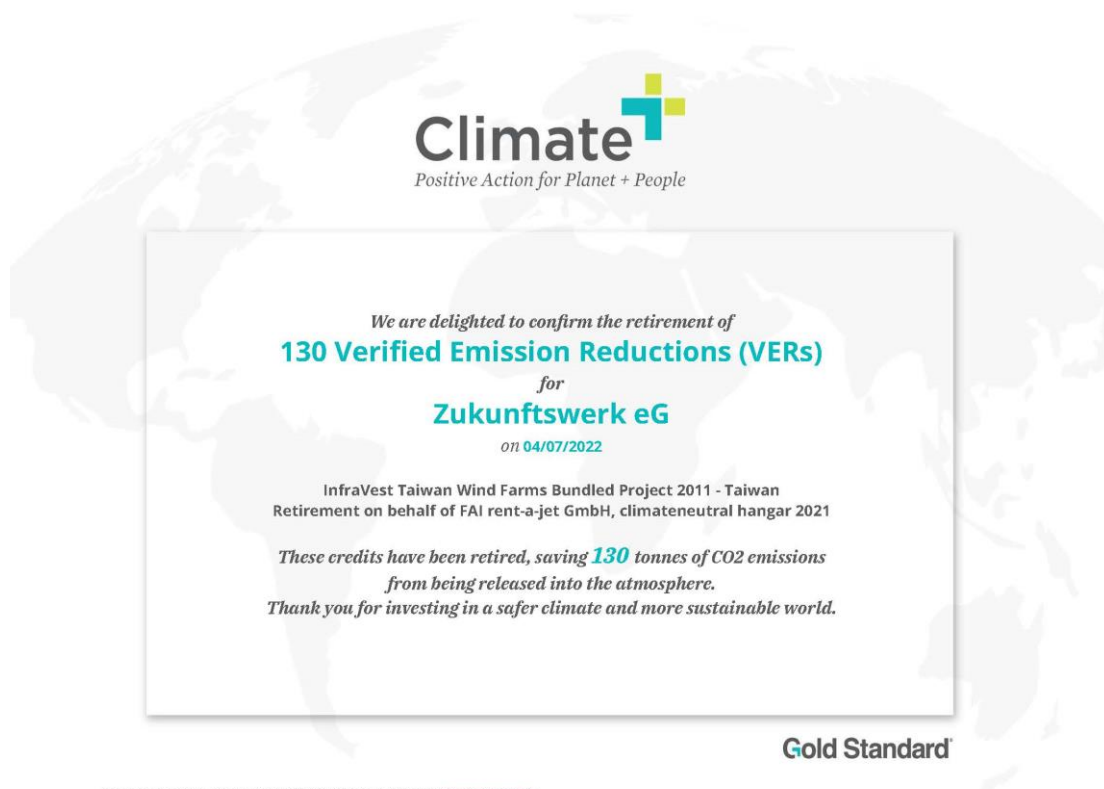 Climate
Positive Action for Planet + People
We are delighted to confirm the retirement of
130 Verified Emission Reductions (VERs)
for
Zukunftswerk eG
on 04/07/2022
InfraVest Taiwan Wind Farms Bundled Project 2011 - Taiwan
Retirement on behalf of FAI rent-a-jet GmbH, climateneutral hangar 2021
These credits have been retired, saving 130 tonnes of CO2 emissions
from being released into the atmosphere.
Thank you for investing in a safer climate and more sustainable world.
Gold Standard